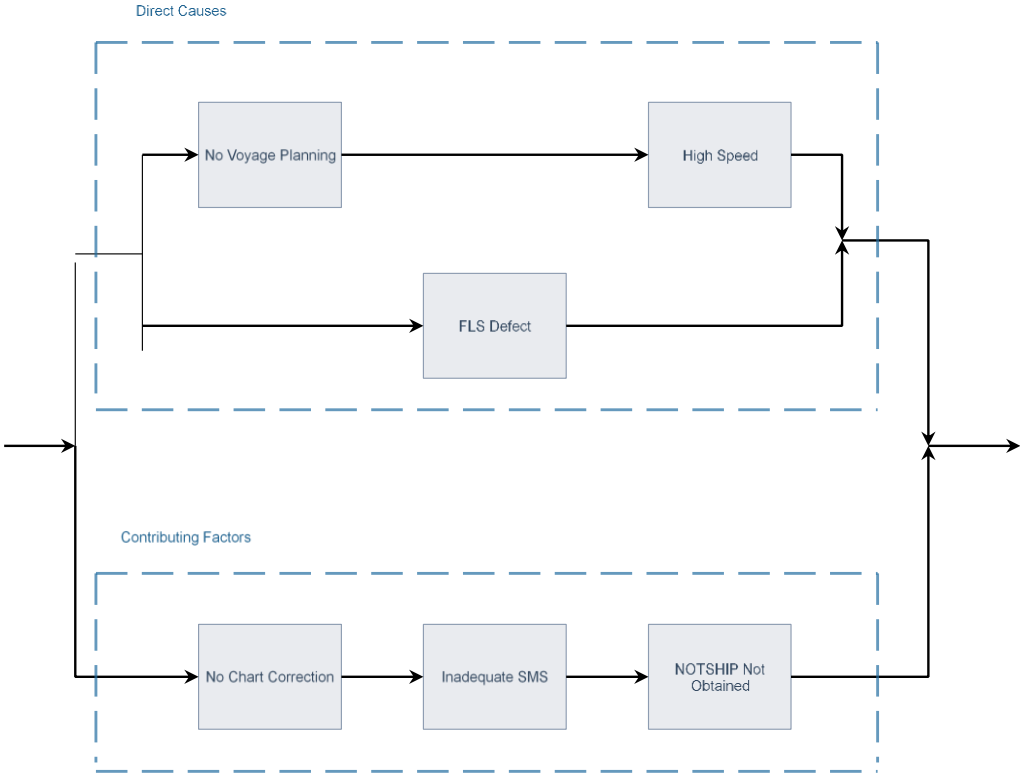 Direct Causes
No Voyage Planning
High Speed
FLS Defect
Contributing Factors
No Chart Correction
Inadequate SMS
NOTSHIP Not
Obtained